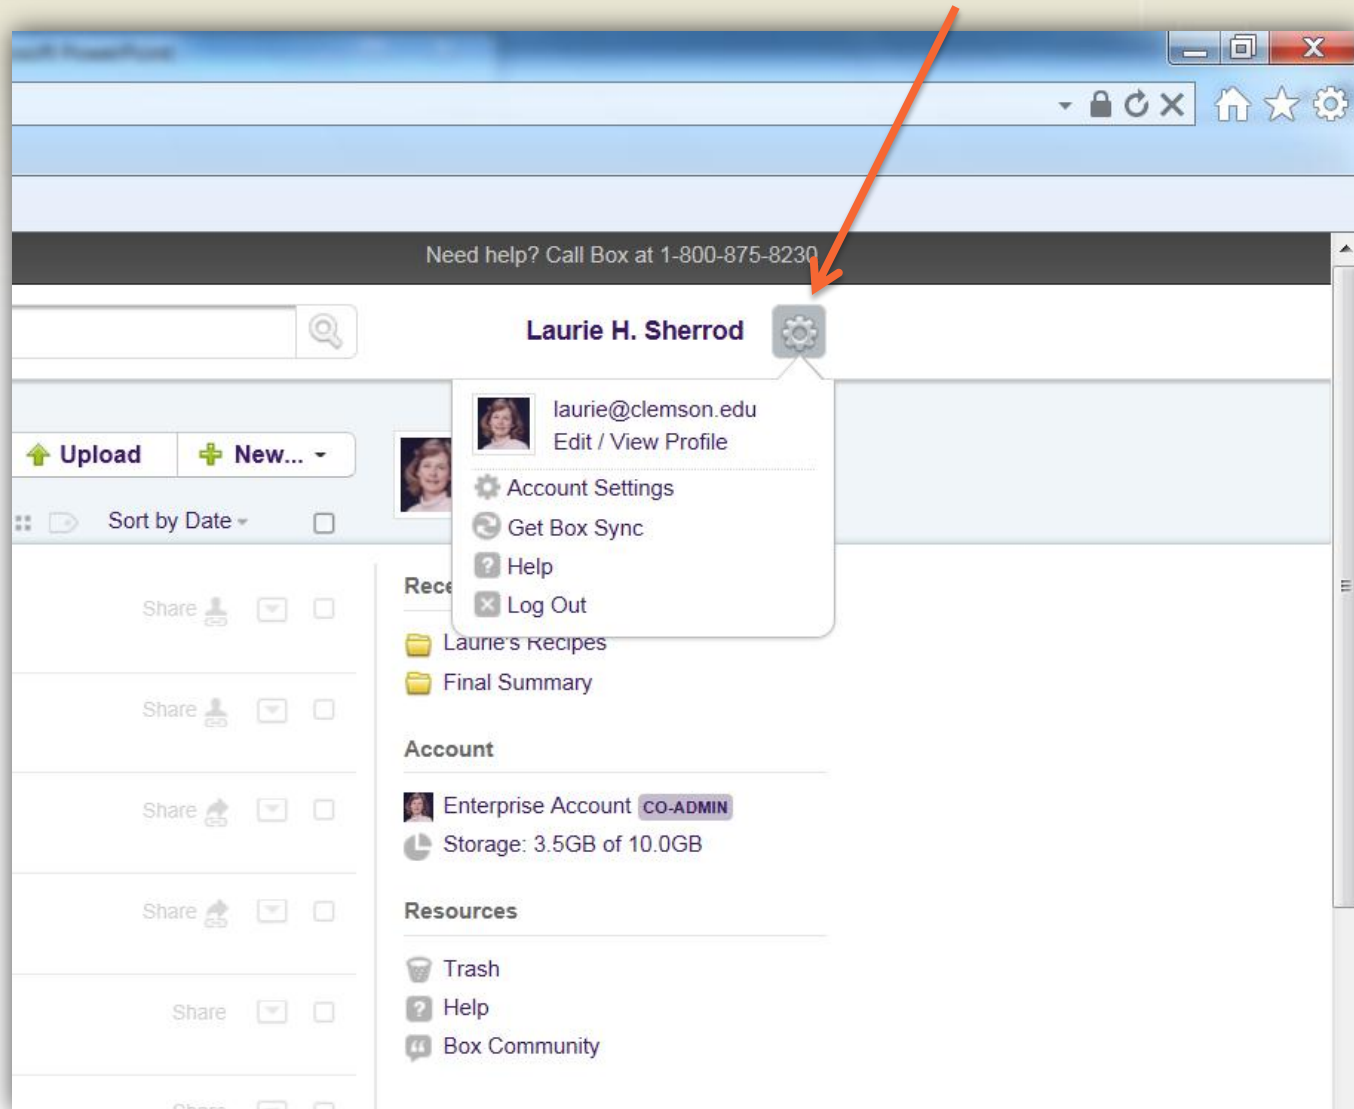 Need help? Call Box at 1-800-875-8230
Laurie H. Sherrod
laurie@clemson.edu
Edit / View Profile
Account Settings
Get Box Sync
Help
Log Out
Upload
New...
Sort by Date
Share
Share
Share
Share
Share
Share
Rece
Laurie's Recipes
Final Summary
Account
Enterprise Account CO-ADMIN
Storage: 3.5GB of 10.0GB
Resources
Trash
Help
Box Community